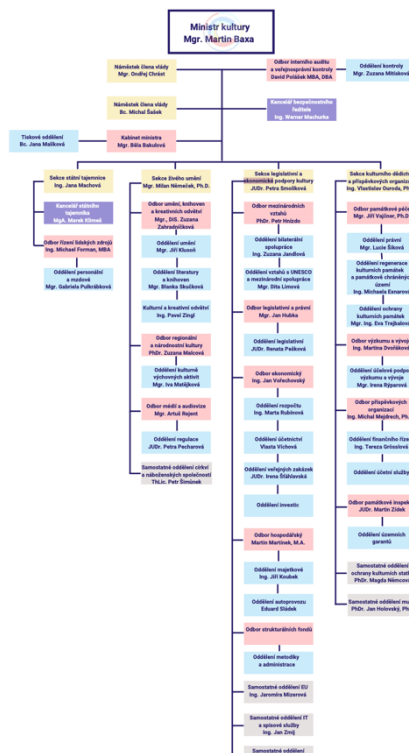 Ministr kultury
Mgr. Martin Baxa
Náměstek člena vlády
Mgr. Ondřej Chrást
Odbor interního auditu
a veřejnosprávní kontroly
David Polášek MBA, DBA
Oddělení kontroly
Mgr. Zuzana Mitisková
Náměstek člena vlády
Bc. Michal Šašek
Kancelář bezpečnostního
ředitele
Ing. Werner Machurka
Tiskové oddělení
Bc. Jana Malíková
Kabinet ministra
Mgr. Běla Bakulová
Sekce státní tajemnice
Ing. Jana Machová
Kancelář státního
tajemníka
MgA. Marek Klimeš
Odbor řízení lidských zdrojů
Ing. Michael Forman, MBA
Oddělení personální
a mzdové
Mgr. Gabriela Pulkrábková
Sekce živého umění
Mgr. Milan Němeček, Ph.D.
Odbor umění, knihoven
a kreativních odvětví
Mgr., DiS. Zuzana
Zahradníčková
Oddělení umění
Mgr. Jiří Klusoň
Oddělení literatury
a knihoven
Mgr. Blanka Skučková
Kulturní a kreativní odvětví
Ing. Pavel Zingl
Odbor regionální
a národnostní kultury
PhDr. Zuzana Malcová
Oddělení kulturně
výchovných aktivit
Mgr. Iva Matějková
Odbor médií a audiovize
Mgr. Artuš Rejent
Oddělení regulace
JUDr. Petra Pecharová
Samostatné oddělení církví
a náboženských společností
ThLic. Petr Šimůnek
Sekce legislativní a
ekonomické podpory kultury
JUDr. Petra Smolíková
Odbor mezinárodních
vztahů
PhDr. Petr Hnízdo
Oddělení bilaterální
spolupráce
Ing. Zuzana Jandlová
Oddělení vztahů s UNESCO
a mezinárodní spolupráce
Mgr. Dita Limová
Odbor legislativní a právní
Mgr. Jan Hubka
Oddělení legislativní
JUDr. Renata Pešková
Odbor ekonomický
Ing. Jan Vořechovský
Oddělení rozpočtu
Ing. Marta Rubínová
Oddělení účetnictví
Vlasta Víchová
Oddělení veřejných zakázek
JUDr. Irena Šťáhlavská
Oddělení investic
Odbor hospodářský
Martin Martínek, M.A.
Oddělení majetkové
Ing. Jiří Koubek
Oddělení autoprovozu
Eduard Sládek
Odbor strukturálních fondů
Oddělení metodiky
a administrace
Samostatné oddělení EU
Ing. Jaromíra Mizerová
Samostatné oddělení IT
a spisové služby
Ing. Jan Zmij
Samostatné oddělení
Sekce kulturního dědictví
a příspěvkových organiza
Ing. Vlastislav Ouroda, Ph
Odbor památkové péče
Mgr. Jiří Vajčner, Ph.D
Oddělení právní
Mgr. Lucie Šiková
Oddělení regenerace
kulturních památek
a památkově chráněných
území
Ing. Michaela Exnarová
Oddělení ochrany
kulturních památek
Mgr. Ing. Eva Trejbalová
Odbor výzkumu a vývoje
Ing. Martina Dvořáková
Oddělení účelové podpory
výzkumu a vývoje
Mgr. Irena Rýparová
Odbor příspěvkových
organizací
Ing. Michal Mejdrech, Ph.
Oddělení finančního řízen
Ing. Tereza Grösslová
Oddělení účetní služby
Odbor památkové inspek
JUDr. Martin Zídek
Oddělení územních
garantů
Samostatné oddělení
ochrany kulturních statk
PhDr. Magda Němcová
Samostatné oddělení mu
PhDr. Jan Holovský, Ph